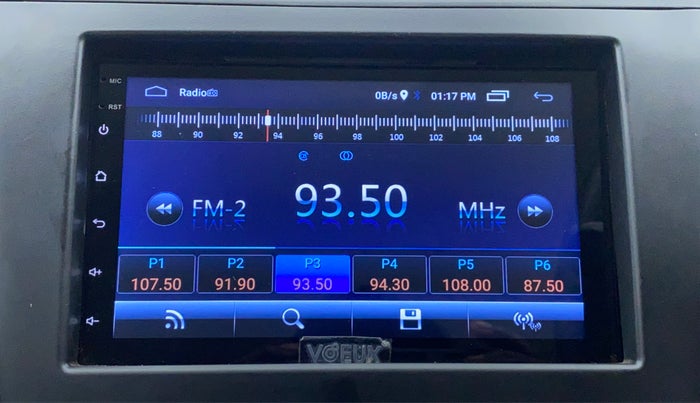 MIC
Radio
0B/s
01:17 PM
RST
88 90 92 94 96 98 100 102 104 106 108
FM-2
93.50
MHz
P1 P2 P3 P4 P5 P6
107.50 91.90 93.50 94.30 108.00 87.50
VOEUX